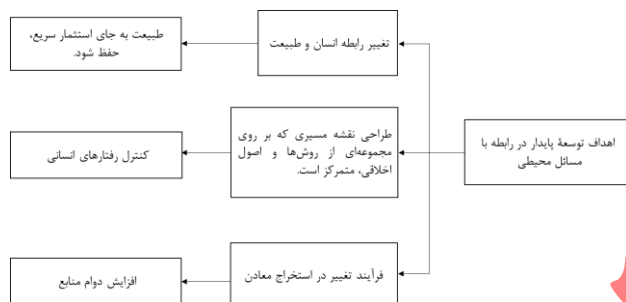 اهداف توسعهٔ پایدار در رابطه با
مسائل محیطی
تغییر رابطه انسان و طبیعت
طبیعت به جای استثمار سریع،
حفظ شود.
طراحی نقشه مسیری که بر روی
مجموعه‌ای از روش‌ها و اصول
اخلاقی، متمرکز است.
کنترل رفتارهای انسانی
فرآیند تغییر در استخراج معادن
افزایش دوام منابع